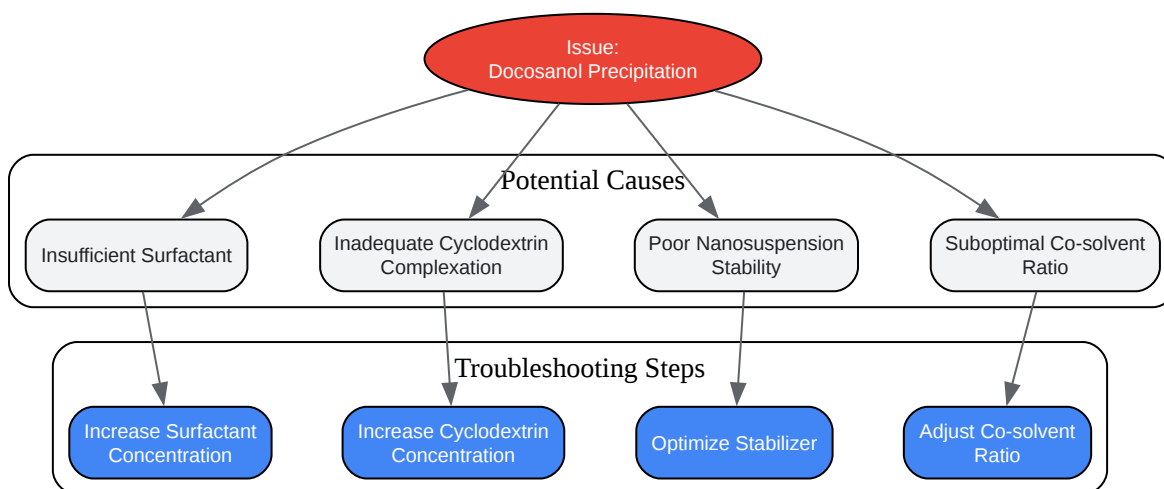 Issue:
Docosanol Precipitation
Potential Causes
Insufficient Surfactant
Inadequate Cyclodextrin
Complexation
Poor Nanosuspension
Stability
Suboptimal Co-solvent
Ratio
Troubleshooting Steps
Increase Surfactant
Concentration
Increase Cyclodextrin
Concentration
Optimize Stabilizer
Adjust Co-solvent
Ratio